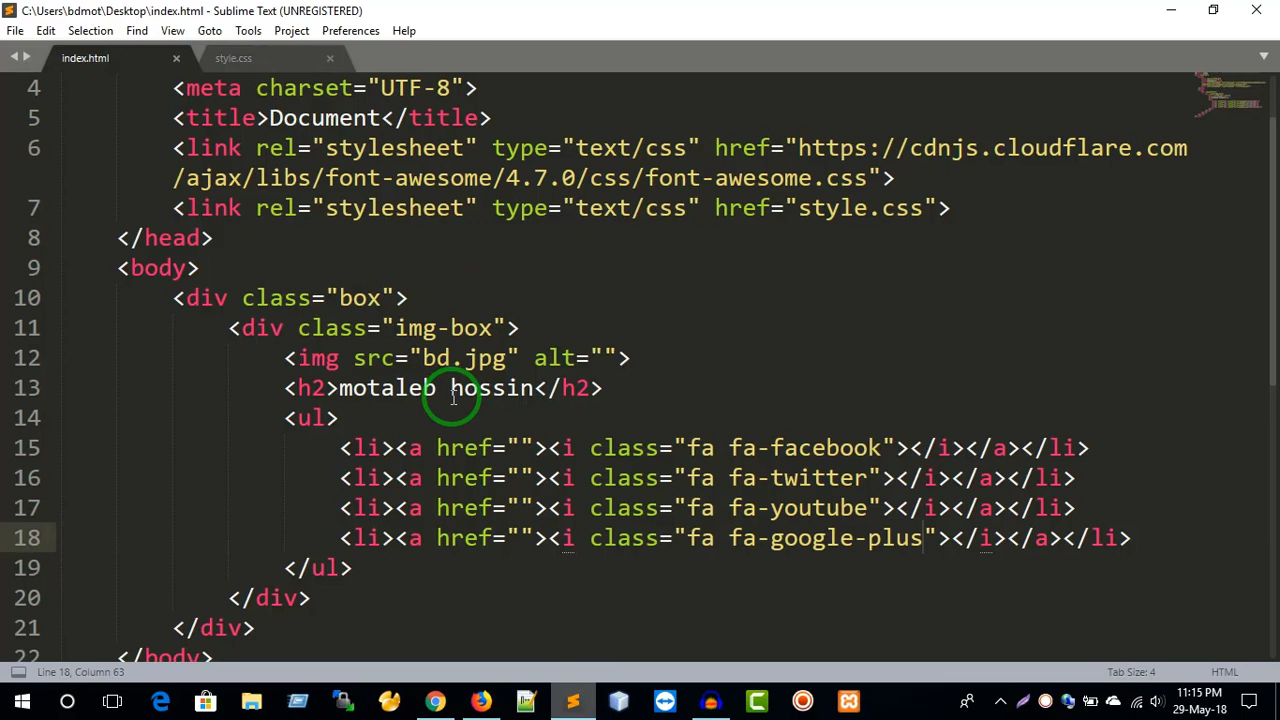 C:\Users\bdmot\Desktop\index.html - Sublime Text (UNREGISTERED)
File Edit Selection Find View Goto Tools Project Preferences Help
index.html style.css
4 <meta charset="UTF-8">
5 <title>Document</title>
6 <link rel="stylesheet" type="text/css" href="https://cdnjs.cloudflare.com
/ajax/libs/font-awesome/4.7.0/css/font-awesome.css">
7 <link rel="stylesheet" type="text/css" href="style.css">
8 </head>
9 <body>
10 <div class="box">
11 <div class="img-box">
12 <img src="bd.jpg" alt="">
13 <h2>motaleb hossin</h2>
14 <ul>
15 <li><a href=""><i class="fa fa-facebook"></i></a></li>
16 <li><a href=""><i class="fa fa-twitter"></i></a></li>
17 <li><a href=""><i class="fa fa-youtube"></i></a></li>
18 <li><a href=""><i class="fa fa-google-plus"></i></a></li>
19 </ul>
20 </div>
21 </div>
22 </body>
Line 18, Column 63 Tab Size: 4 HTML
11:15 PM
29-May-18